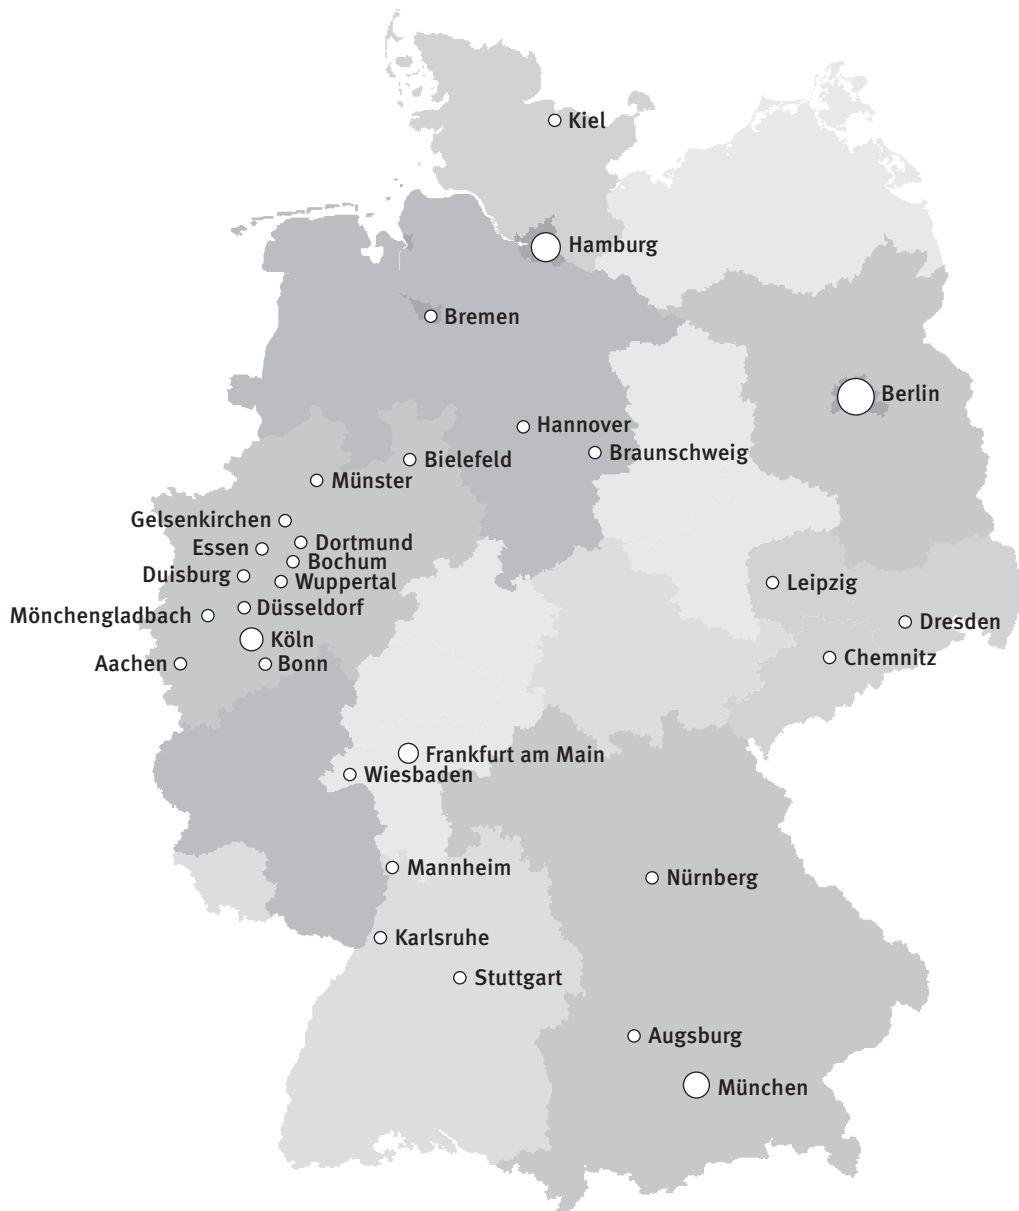 Kiel
Hamburg
Bremen
Berlin
Hannover
Braunschweig
Bielefeld
Münster
Gelsenkirchen
Dortmund
Essen
Bochum
Duisburg
Wuppertal
Leipzig
Düsseldorf
Mönchengladbach
Dresden
Köln
Chemnitz
Aachen
Bonn
Frankfurt am Main
Wiesbaden
Mannheim
Nürnberg
Karlsruhe
Stuttgart
Augsburg
München